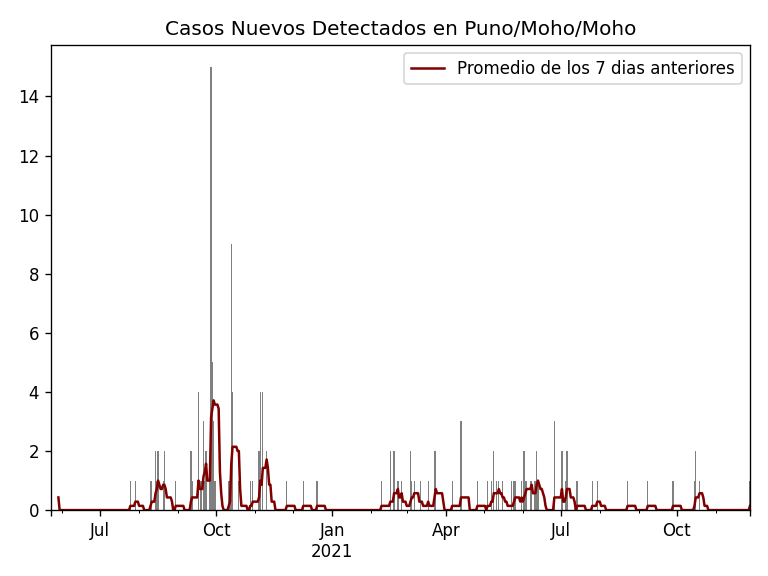 Casos Nuevos Detectados en Puno/Moho/Moho
Promedio de los 7 dias anteriores
14
12
10
8
6
4
2
0
Jul
Oct
Jan
2021
Apr
Jul
Oct